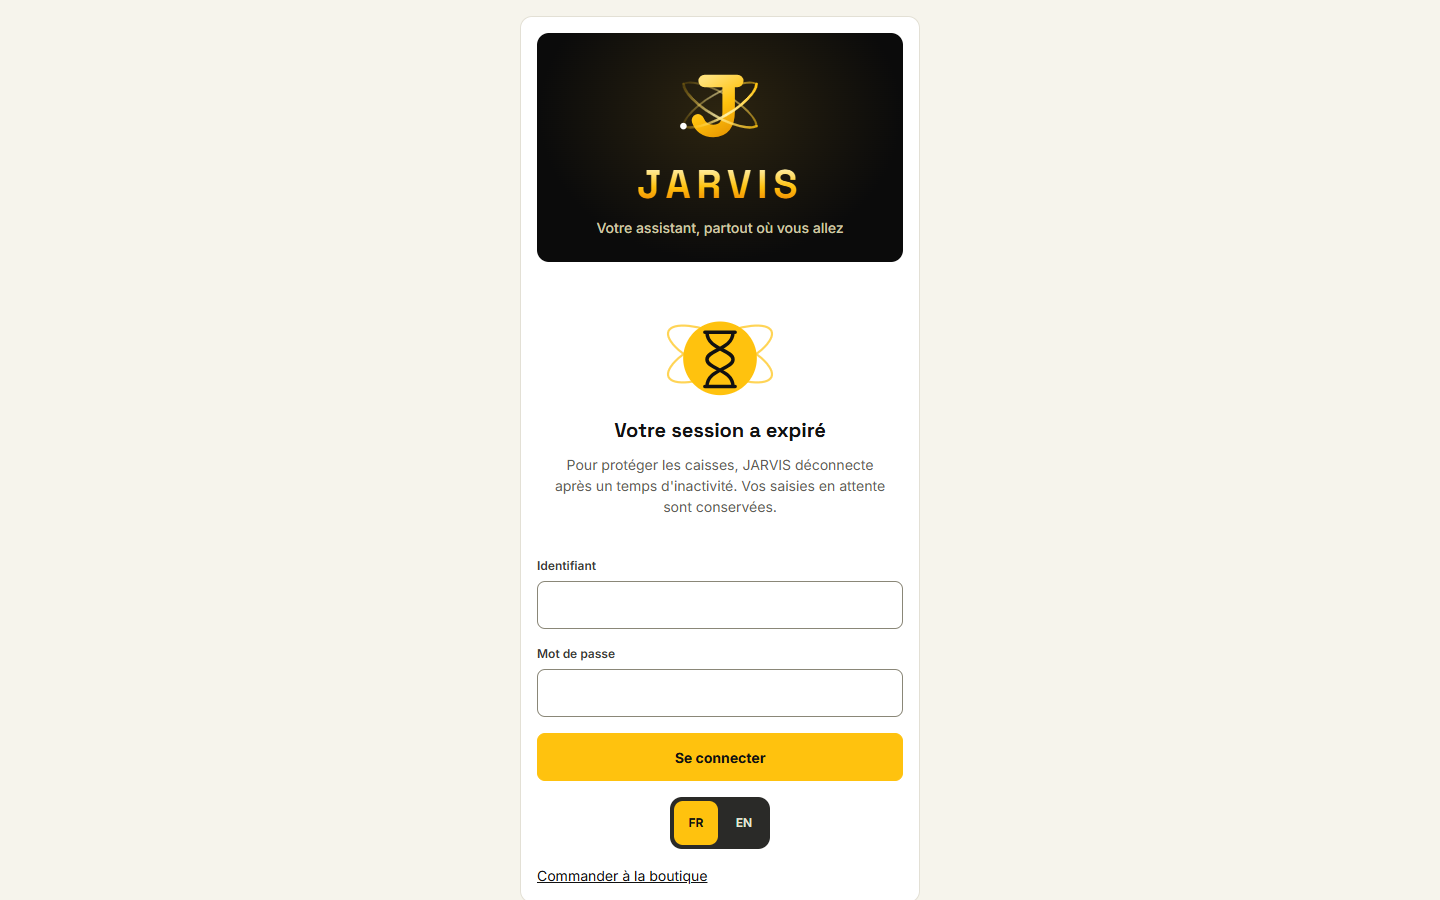 J
JARVIS
Votre assistant, partout où vous allez
Votre session a expiré
Pour protéger les caisses, JARVIS déconnecte
après un temps d'inactivité. Vos saisies en attente
sont conservées.
Identifiant
Mot de passe
Se connecter
FR EN
Commander à la boutique